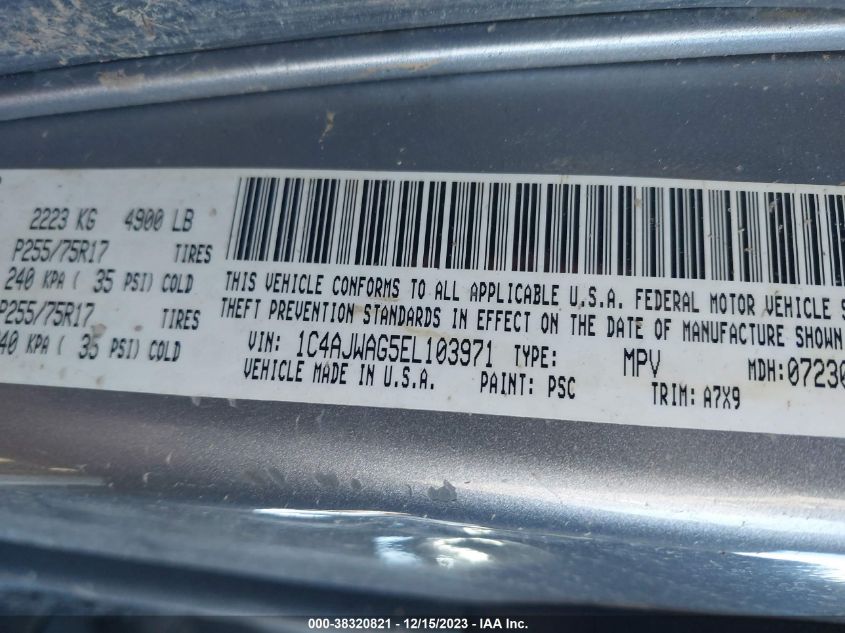 2223 KG 4900 LB
P255/75R17 TIRES
240 KPA ( 35 PSI) COLD
P255/75R17 TIRES
40 KPA ( 35 PSI) COLD
THIS VEHICLE CONFORMS TO ALL APPLICABLE U.S.A. FEDERAL MOTOR VEHICLE S
THEFT PREVENTION STANDARDS IN EFFECT ON THE DATE OF MANUFACTURE SHOWN
VIN: 1C4AJWAG5EL103971 TYPE: MPV MDH:07230
VEHICLE MADE IN U.S.A. PAINT: PSC TRIM: A7X9
000-38320821 - 12/15/2023 - IAA Inc.